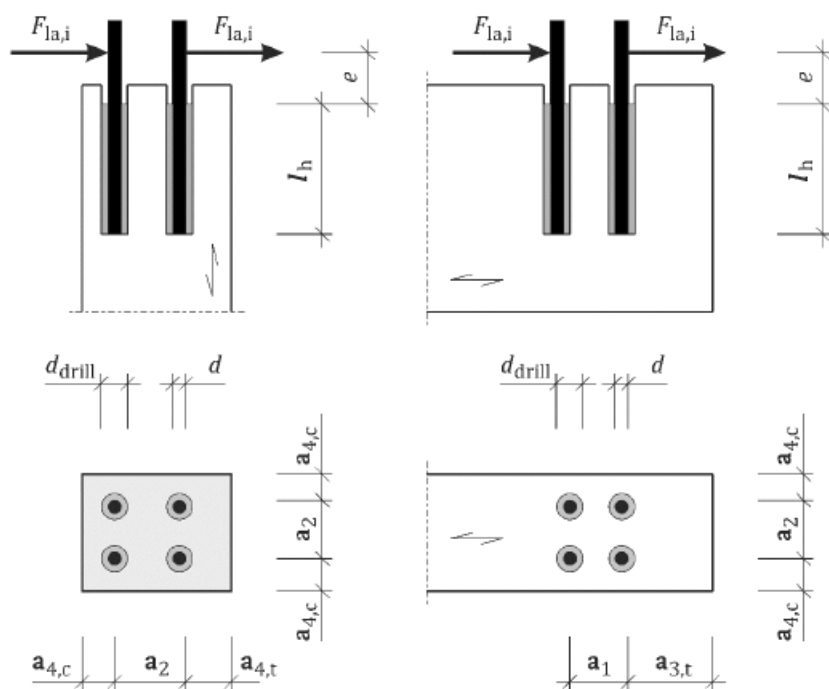 F_la,i F_la,i F_la,i F_la,i
e e
l_h l_h
d_drill d d_drill d
a_4,c a_4,c
a_2 a_2
a_4,c a_4,c
a_4,c a_2 a_4,t a_1 a_3,t